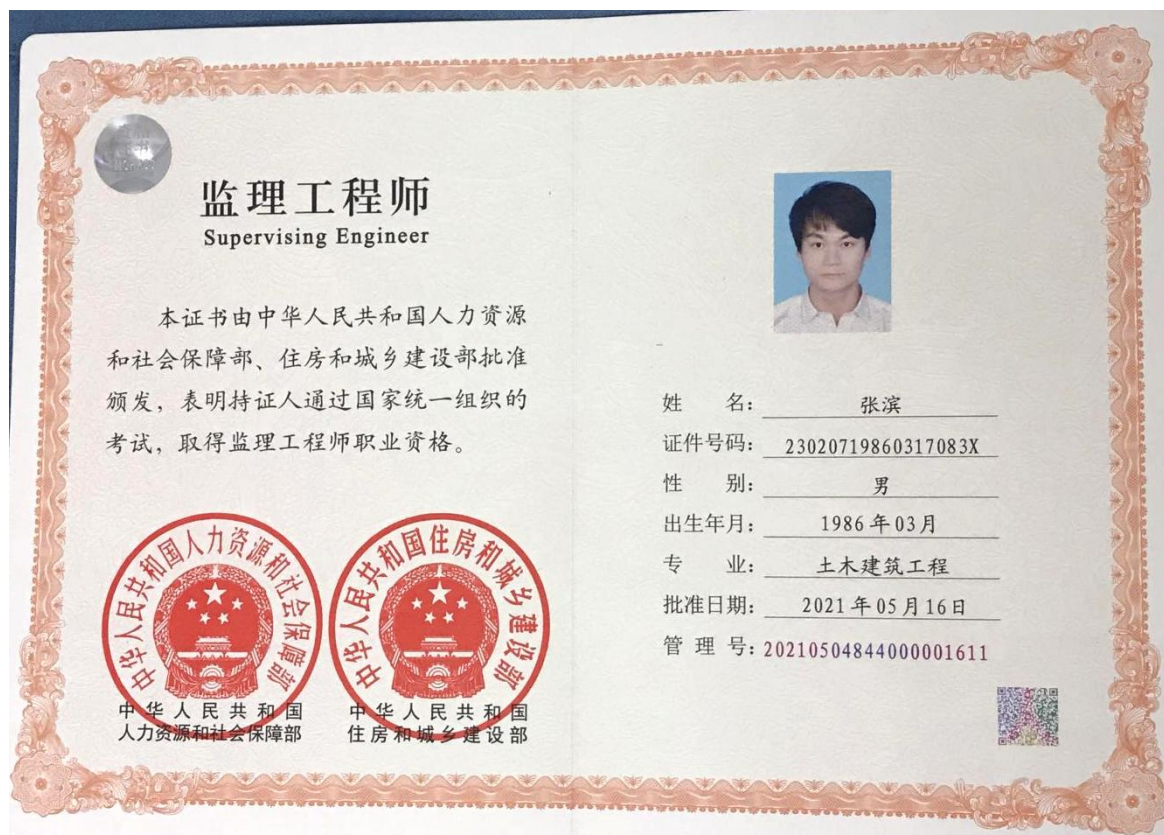 监理工程师
Supervising Engineer
本证书由中华人民共和国人力资源
和社会保障部、住房和城乡建设部批准
颁发，表明持证人通过国家统一组织的
考试，取得监理工程师职业资格。
中华人民共和国人力资源和社会保障部
中华人民共和国
人力资源和社会保障部
中华人民共和国住房和城乡建设部
中华人民共和国
住房和城乡建设部
姓 名：张滨
证件号码：23020719860317083X
性 别：男
出生年月：1986年03月
专 业：土木建筑工程
批准日期：2021年05月16日
管 理 号：20210504844000001611